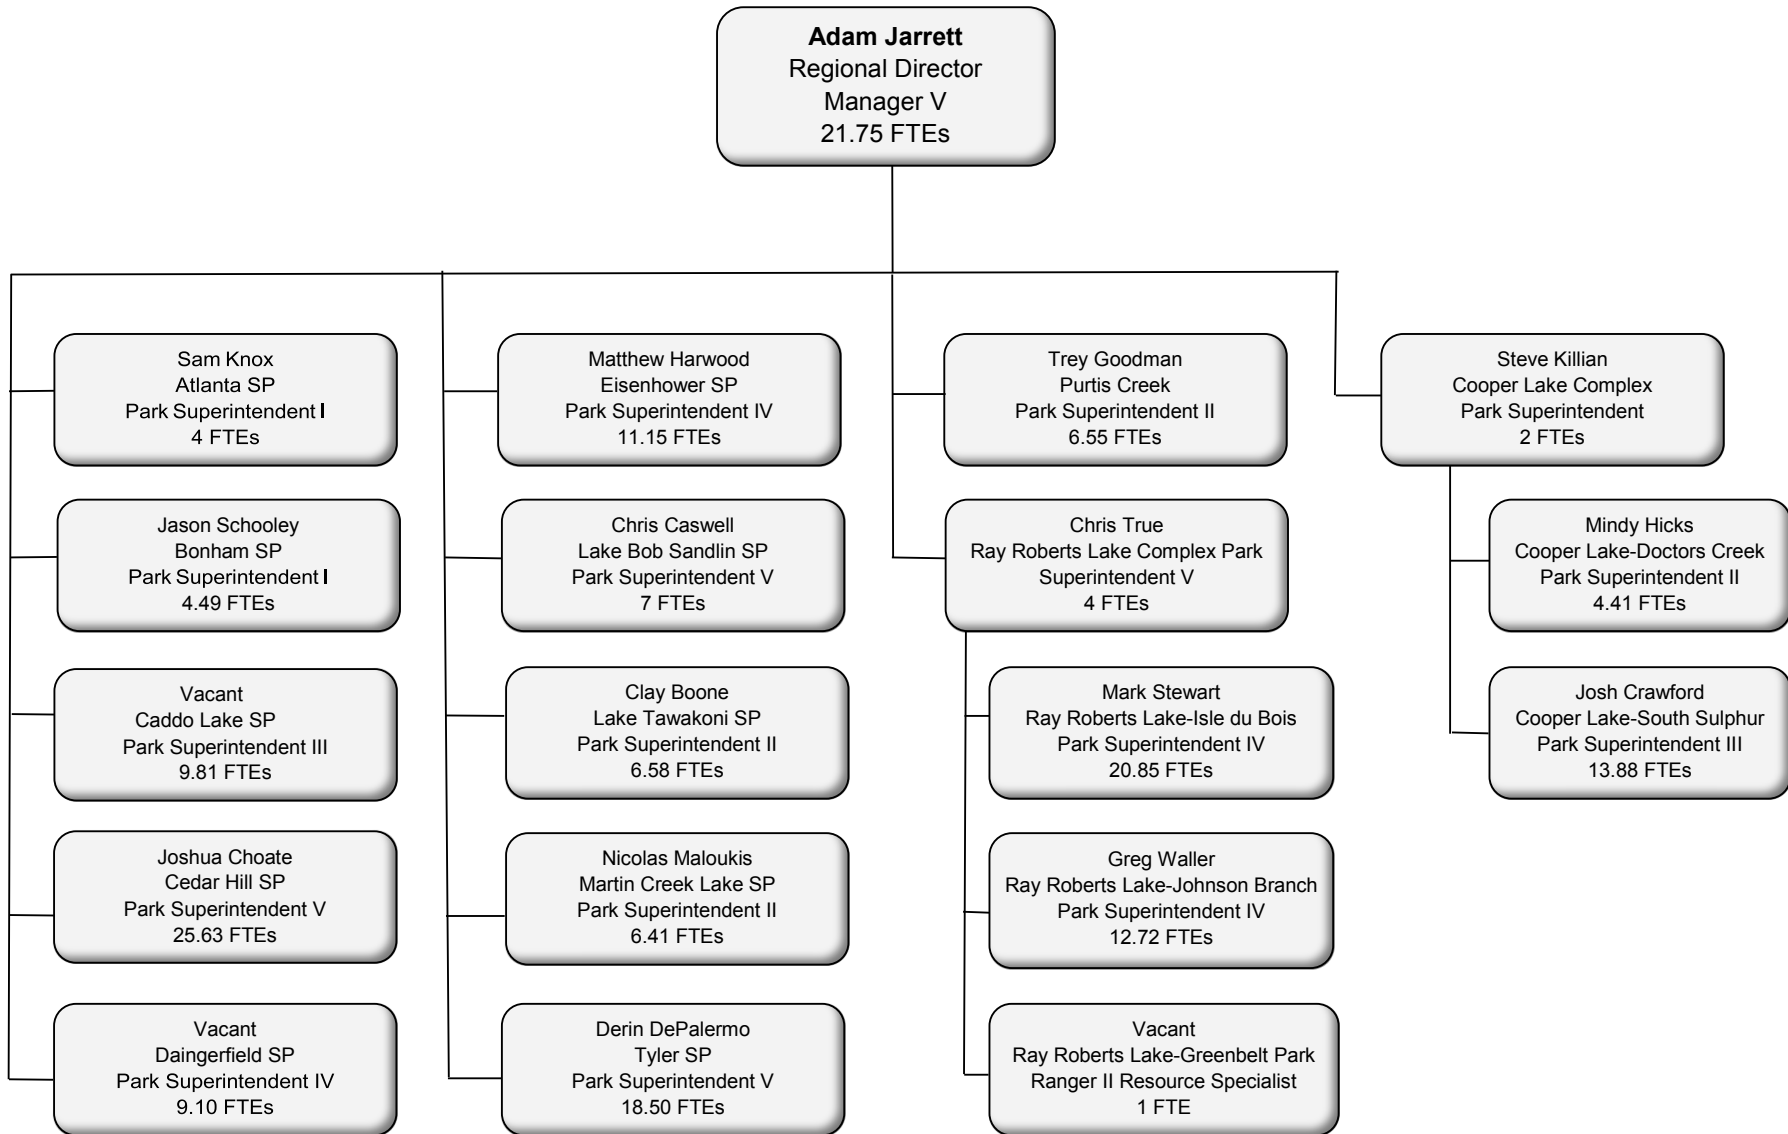 Adam Jarrett
Regional Director
Manager V
21.75 FTEs
Sam Knox
Atlanta SP
Park Superintendent I
4 FTEs
Jason Schooley
Bonham SP
Park Superintendent I
4.49 FTEs
Vacant
Caddo Lake SP
Park Superintendent III
9.81 FTEs
Joshua Choate
Cedar Hill SP
Park Superintendent V
25.63 FTEs
Vacant
Daingerfield SP
Park Superintendent IV
9.10 FTEs
Matthew Harwood
Eisenhower SP
Park Superintendent IV
11.15 FTEs
Chris Caswell
Lake Bob Sandlin SP
Park Superintendent V
7 FTEs
Clay Boone
Lake Tawakoni SP
Park Superintendent II
6.58 FTEs
Nicolas Maloukis
Martin Creek Lake SP
Park Superintendent II
6.41 FTEs
Derin DePalermo
Tyler SP
Park Superintendent V
18.50 FTEs
Trey Goodman
Purtis Creek
Park Superintendent II
6.55 FTEs
Chris True
Ray Roberts Lake Complex Park
Superintendent V
4 FTEs
Mark Stewart
Ray Roberts Lake-Isle du Bois
Park Superintendent IV
20.85 FTEs
Greg Waller
Ray Roberts Lake-Johnson Branch
Park Superintendent IV
12.72 FTEs
Vacant
Ray Roberts Lake-Greenbelt Park
Ranger II Resource Specialist
1 FTE
Steve Killian
Cooper Lake Complex
Park Superintendent
2 FTEs
Mindy Hicks
Cooper Lake-Doctors Creek
Park Superintendent II
4.41 FTEs
Josh Crawford
Cooper Lake-South Sulphur
Park Superintendent III
13.88 FTEs